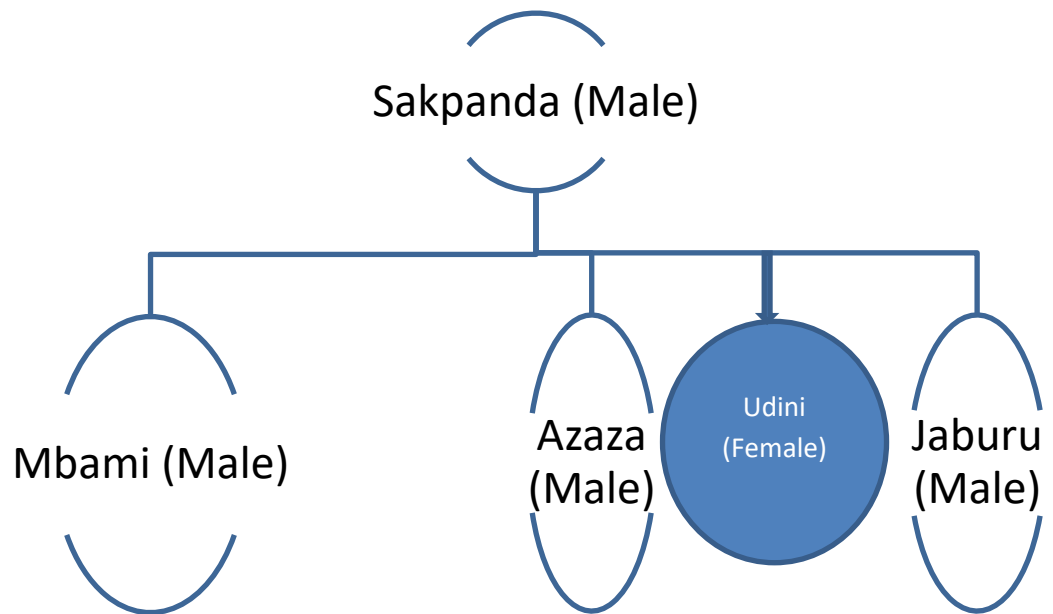 Sakpanda (Male)
Mbami (Male)
Azaza
(Male)
Udini
(Female)
Jaburu
(Male)